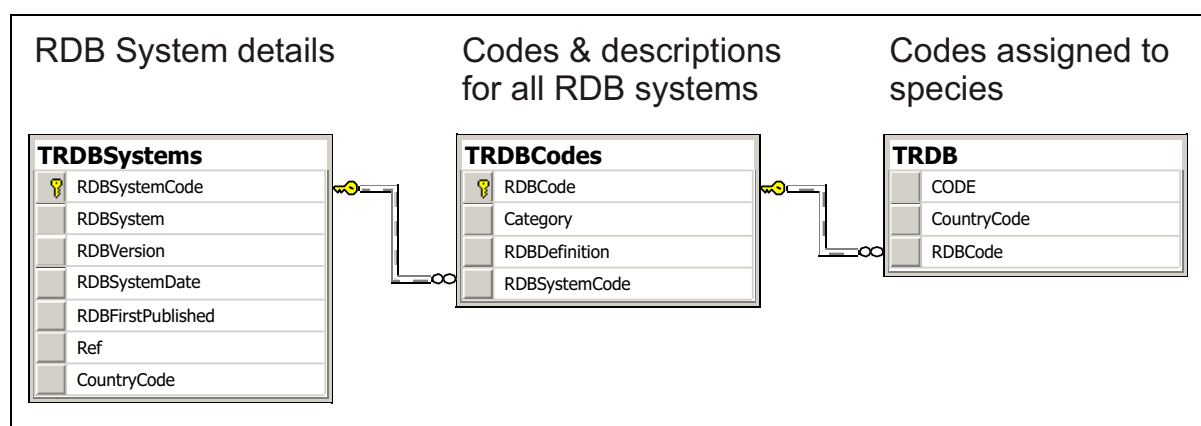 RDB System details
Codes & descriptions
for all RDB systems
Codes assigned to
species
TRDBSystems
RDBSystemCode
RDBSystem
RDBVersion
RDBSystemDate
RDBFirstPublished
Ref
CountryCode
TRDBCodes
RDBCode
Category
RDBDefinition
RDBSystemCode
TRDB
CODE
CountryCode
RDBCode